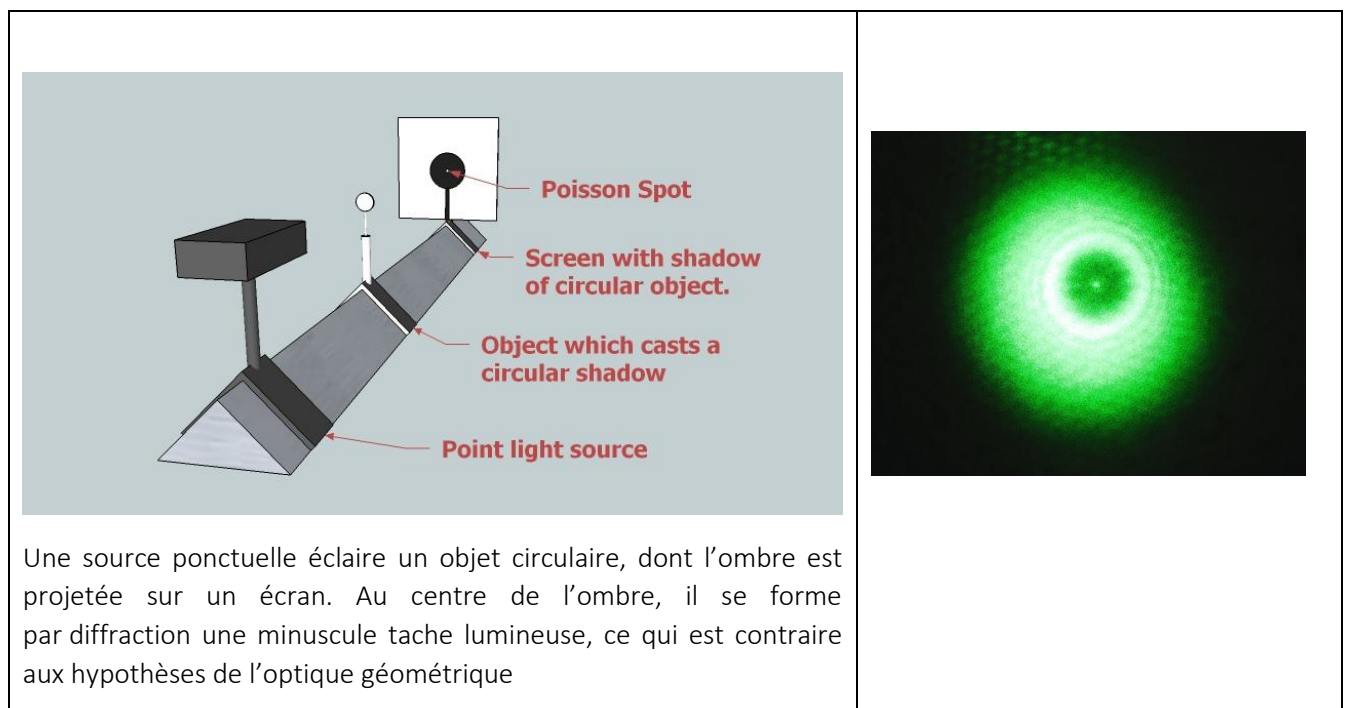 Poisson Spot
Screen with shadow
of circular object.
Object which casts a
circular shadow
Point light source
Une source ponctuelle éclaire un objet circulaire, dont l’ombre est
projetée sur un écran. Au centre de l’ombre, il se forme
par diffraction une minuscule tache lumineuse, ce qui est contraire
aux hypothèses de l’optique géométrique